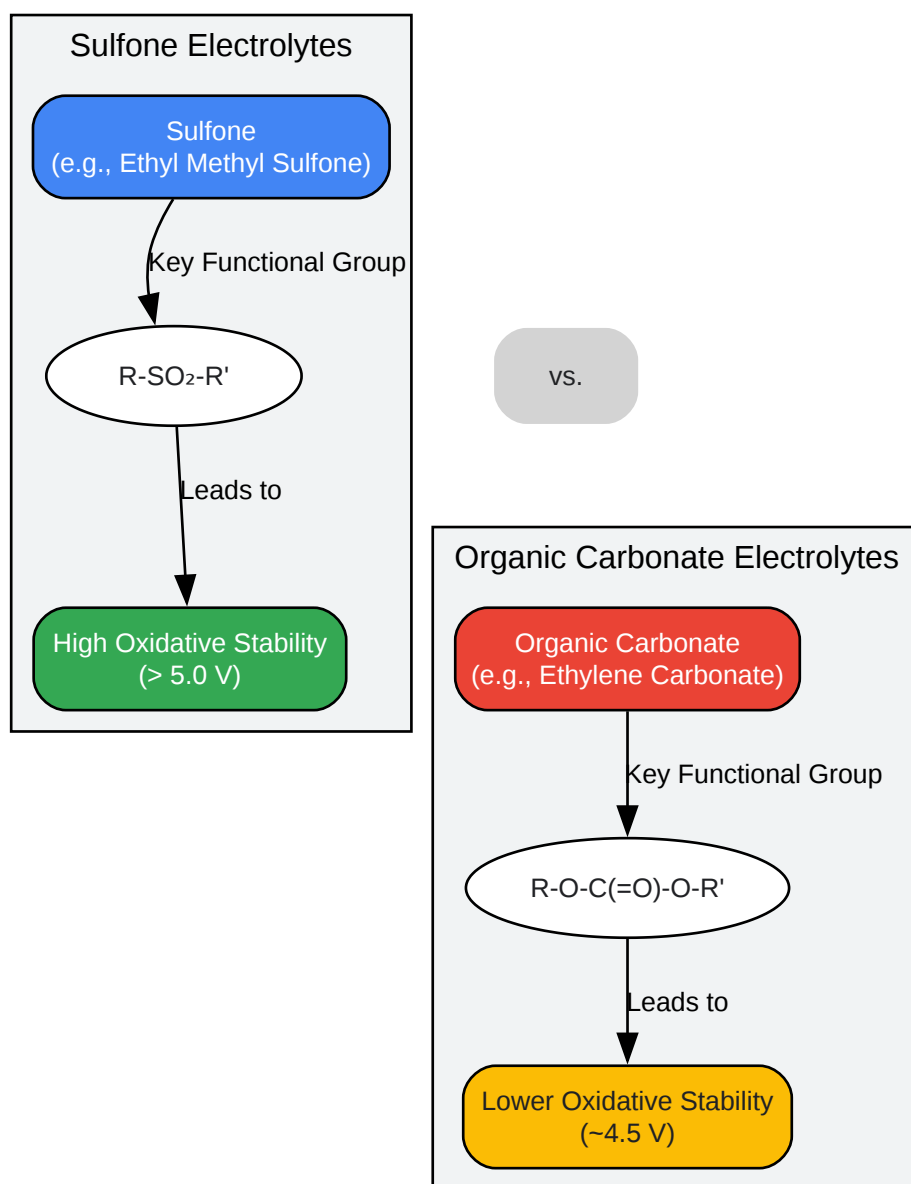 Sulfone Electrolytes
Sulfone
(e.g., Ethyl Methyl Sulfone)
Key Functional Group
R-SO₂-R'
Leads to
High Oxidative Stability
(> 5.0 V)
vs.
Organic Carbonate Electrolytes
Organic Carbonate
(e.g., Ethylene Carbonate)
Key Functional Group
R-O-C(=O)-O-R'
Leads to
Lower Oxidative Stability
(~4.5 V)